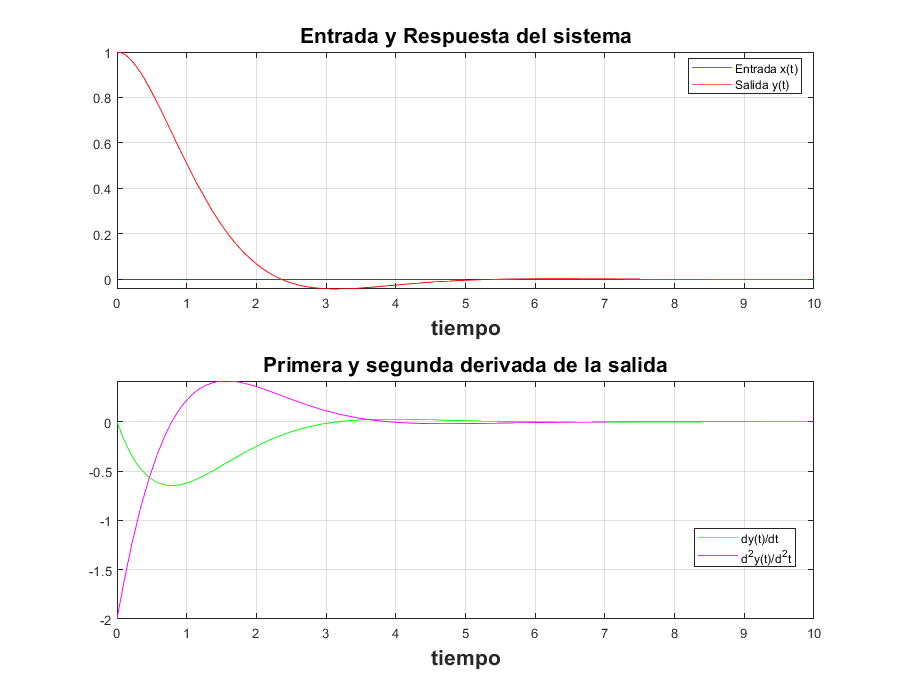 Entrada y Respuesta del sistema
1
0.8
0.6
0.4
0.2
0
Entrada x(t)
Salida y(t)
0 1 2 3 4 5 6 7 8 9 10
tiempo
Primera y segunda derivada de la salida
0
-0.5
-1
-1.5
-2
dy(t)/dt
d²y(t)/d²t
0 1 2 3 4 5 6 7 8 9 10
tiempo